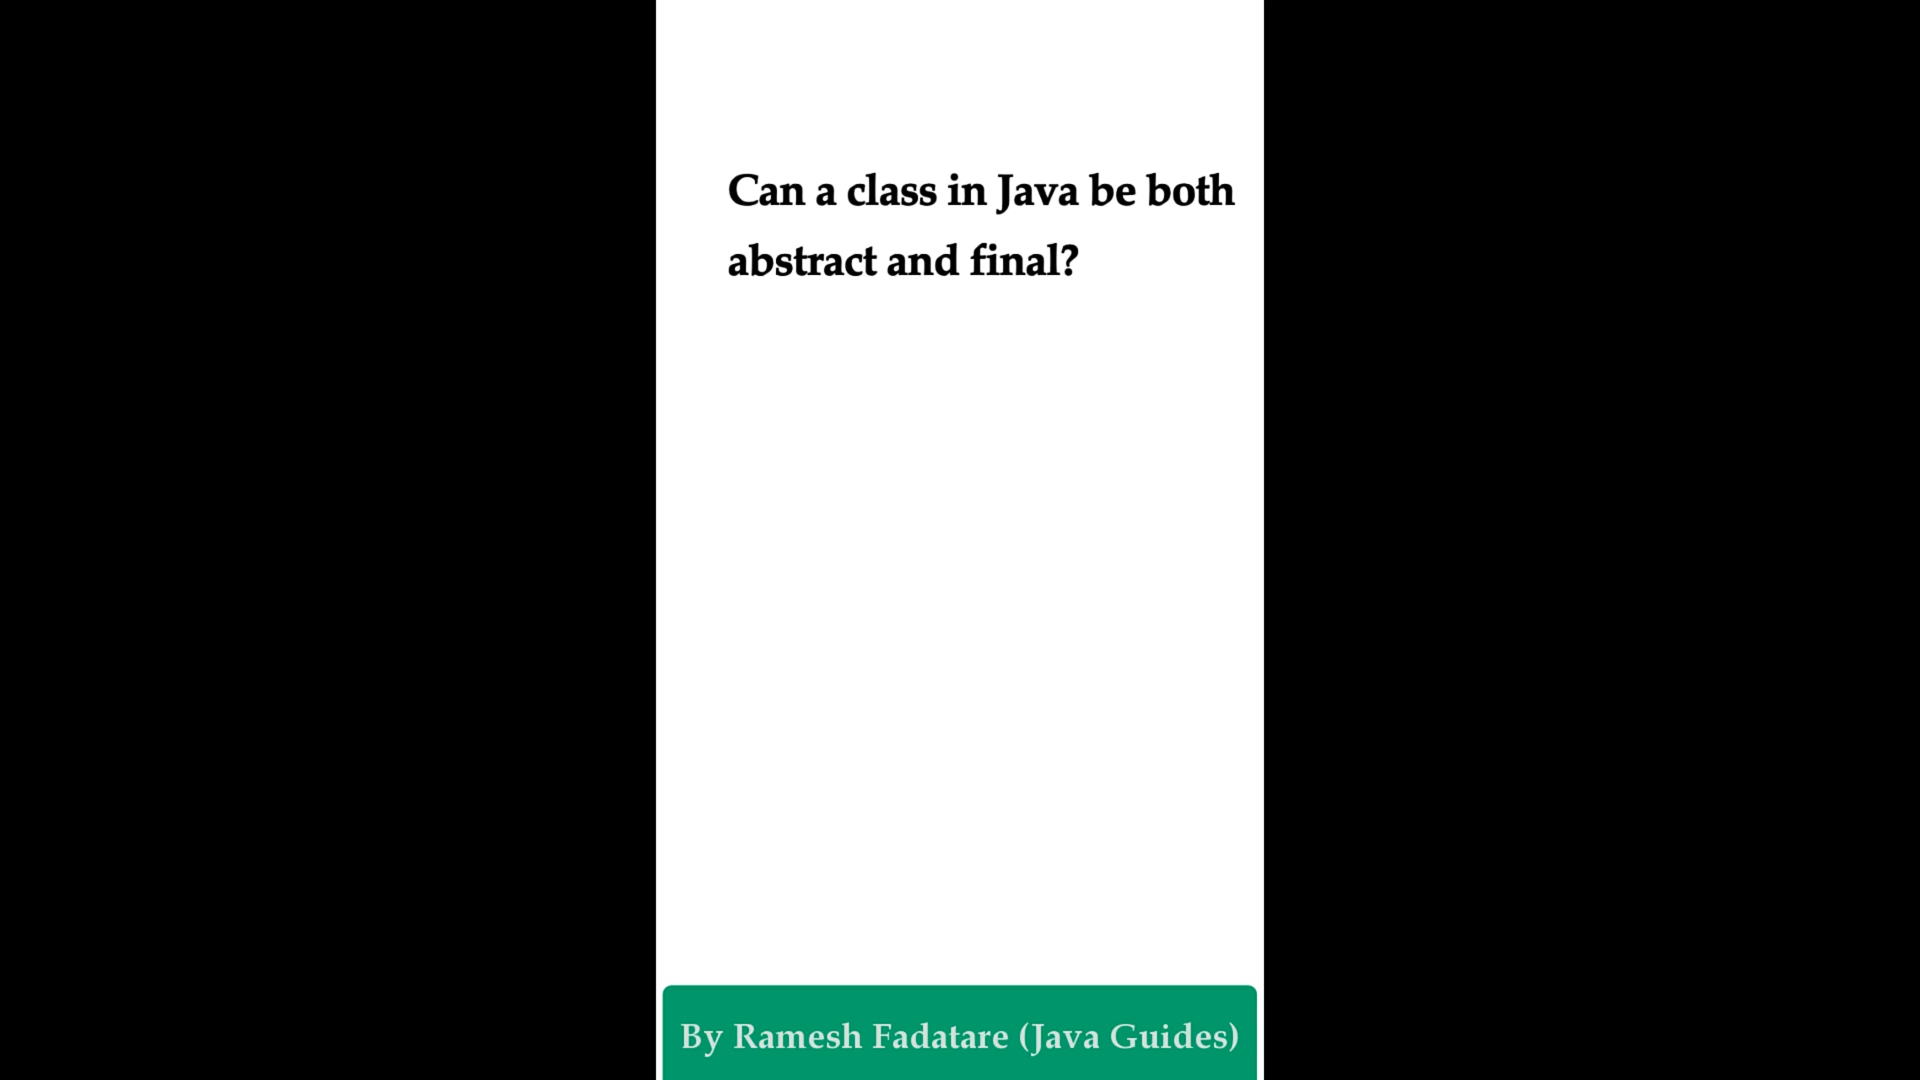 Can a class in Java be both
abstract and final?
By Ramesh Fadatare (Java Guides)